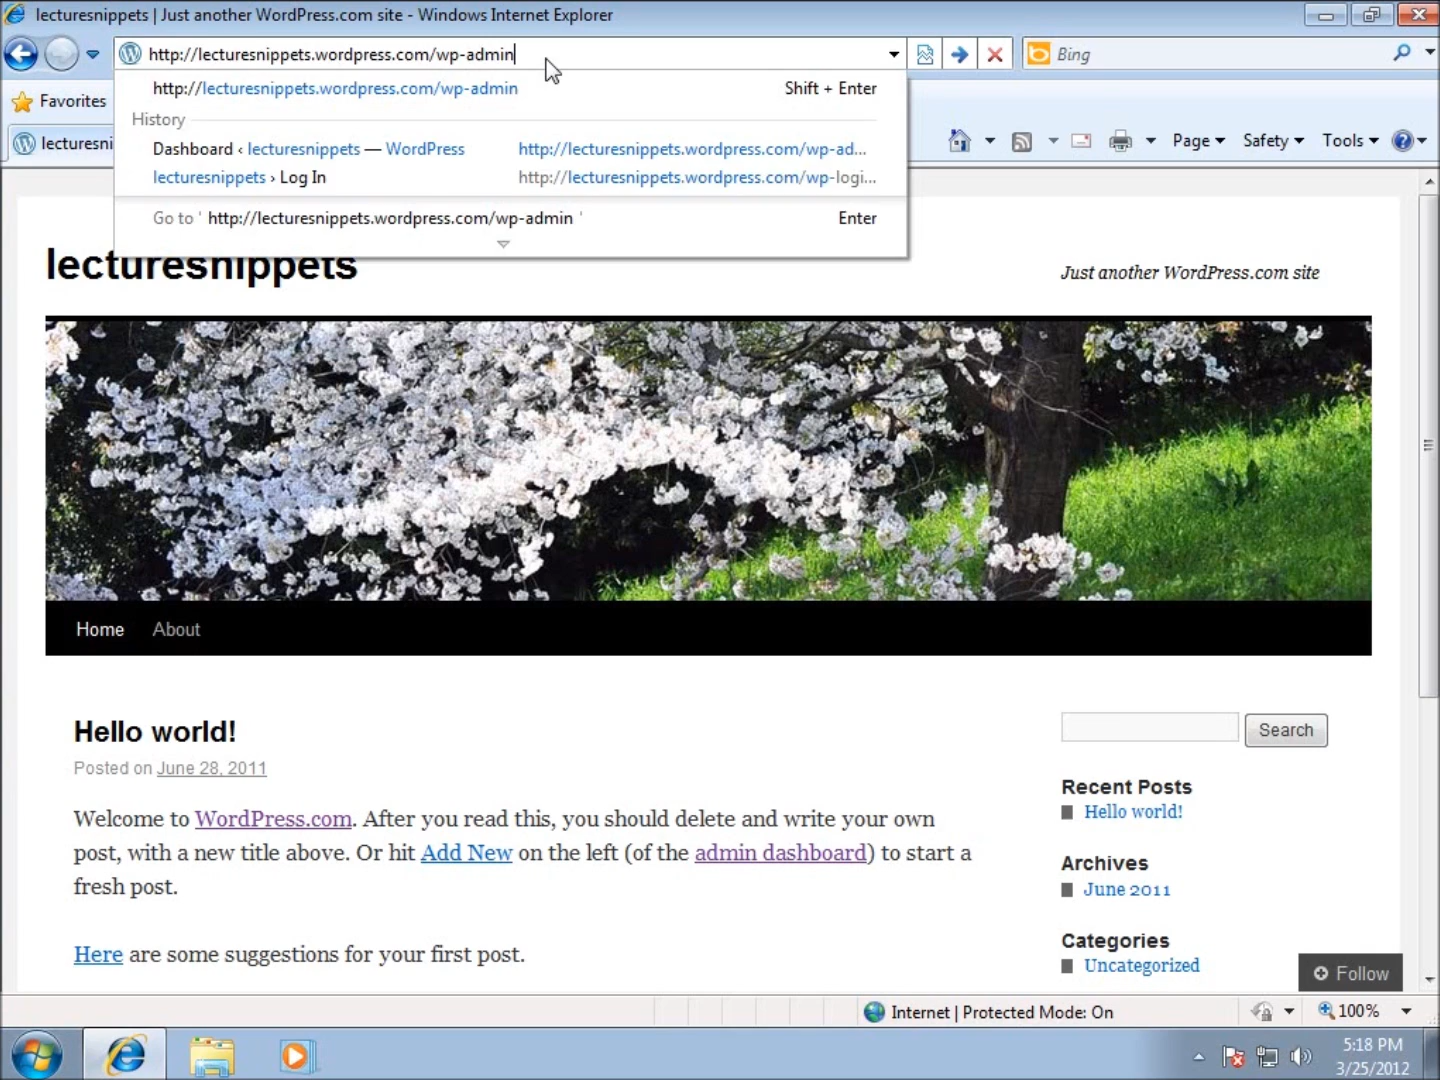 lecturesnippets | Just another WordPress.com site - Windows Internet Explorer
http://lecturesnippets.wordpress.com/wp-admin
Bing
http://lecturesnippets.wordpress.com/wp-admin Shift + Enter
History
Dashboard ‹ lecturesnippets — WordPress http://lecturesnippets.wordpress.com/wp-ad...
lecturesnippets › Log In http://lecturesnippets.wordpress.com/wp-logi...
Go to ' http://lecturesnippets.wordpress.com/wp-admin ' Enter
Favorites
lecturesni
Page Safety Tools
lecturesnippets
Just another WordPress.com site
Home About
Hello world!
Posted on June 28, 2011
Welcome to WordPress.com. After you read this, you should delete and write your own
post, with a new title above. Or hit Add New on the left (of the admin dashboard) to start a
fresh post.
Here are some suggestions for your first post.
Search
Recent Posts
Hello world!
Archives
June 2011
Categories
Uncategorized
Follow
Internet | Protected Mode: On
100%
5:18 PM
3/25/2012